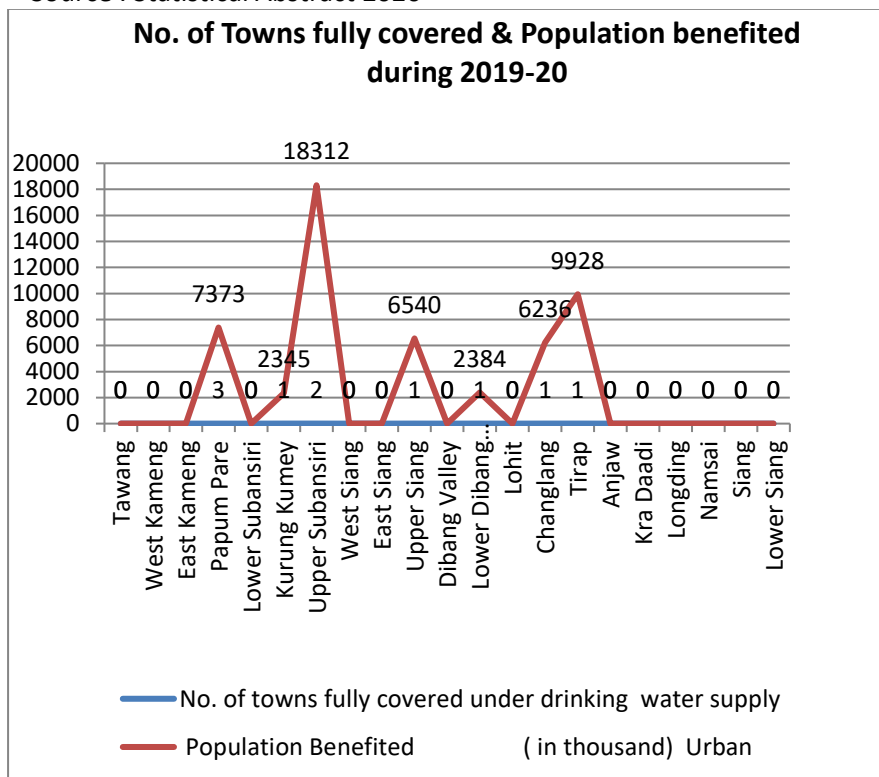 No. of Towns fully covered & Population benefited
during 2019-20
20000
18000
16000
14000
12000
10000
8000
6000
4000
2000
0
18312
9928
7373
6540
6236
2345
2384
0 0 0 3 0 1 2 0 0 1 0 1 0 1 1 0 0 0 0 0 0
Tawang
West Kameng
East Kameng
Papum Pare
Lower Subansiri
Kurung Kumey
Upper Subansiri
West Siang
East Siang
Upper Siang
Dibang Valley
Lower Dibang…
Lohit
Changlang
Tirap
Anjaw
Kra Daadi
Longding
Namsai
Siang
Lower Siang
No. of towns fully covered under drinking water supply
Population Benefited ( in thousand) Urban